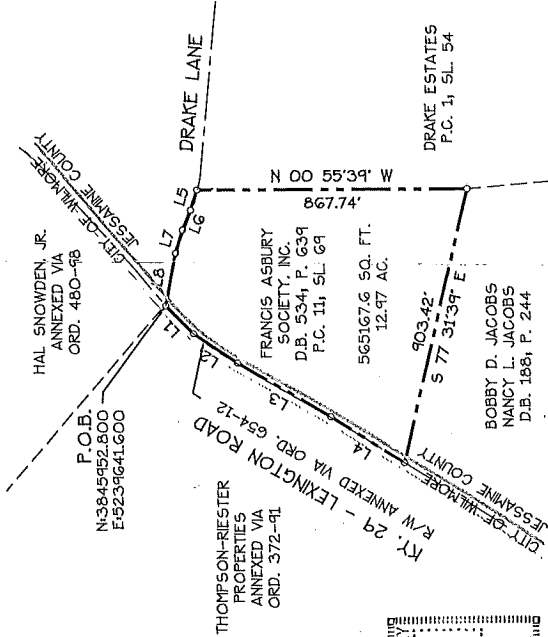 HAL SNOWDEN, JR.
ANNEXED VIA
ORD. 480-98
CITY OF WILMORE
JESSAMINE COUNTY
DRAKE LANE
P.O.B.
N:3845952.800
E:5239641.600
L1
L8
L7
L6
L5
L2
L3
L4
THOMPSON-RIESTER
PROPERTIES
ANNEXED VIA
ORD. 372-91
KY. 29 - LEXINGTON ROAD
R/W ANNEXED VIA ORD. 654-12
FRANCIS ASBURY
SOCIETY, INC.
D.B. 534, P. 639
P.C. 11, SL. 69
565167.6 SQ. FT.
12.97 AC.
N 00 55'39" W
867.74'
DRAKE ESTATES
P.C. 1, SL. 54
903.42'
S 77 31'39" E
BOBBY D. JACOBS
NANCY L. JACOBS
D.B. 188, P. 244
CITY OF WILMORE
JESSAMINE COUNTY